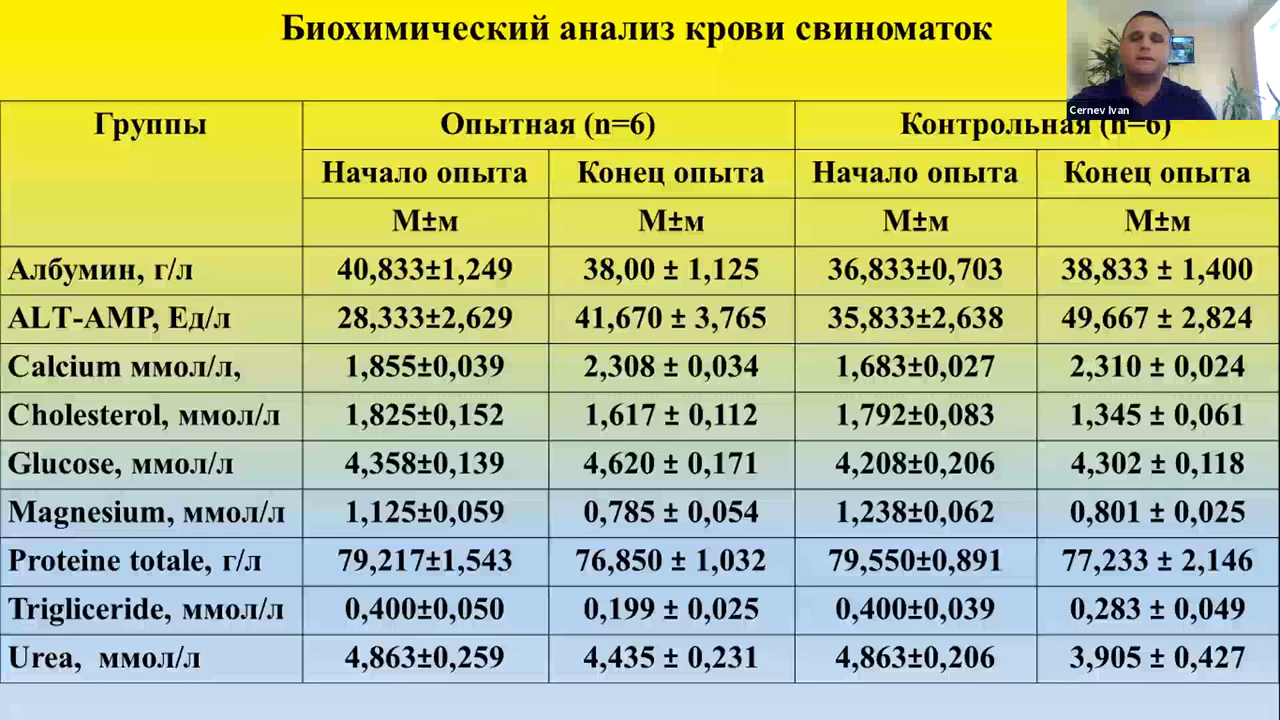 Биохимический анализ крови свиноматок
Cernev Ivan
Группы Опытная (n=6) Контрольная (n=6)
Начало опыта Конец опыта Начало опыта Конец опыта
М±м М±м М±м М±м
Албумин, г/л 40,833±1,249 38,00 ± 1,125 36,833±0,703 38,833 ± 1,400
ALT-AMP, Ед/л 28,333±2,629 41,670 ± 3,765 35,833±2,638 49,667 ± 2,824
Calcium ммол/л, 1,855±0,039 2,308 ± 0,034 1,683±0,027 2,310 ± 0,024
Cholesterol, ммол/л 1,825±0,152 1,617 ± 0,112 1,792±0,083 1,345 ± 0,061
Glucose, ммол/л 4,358±0,139 4,620 ± 0,171 4,208±0,206 4,302 ± 0,118
Magnesium, ммол/л 1,125±0,059 0,785 ± 0,054 1,238±0,062 0,801 ± 0,025
Proteine totale, г/л 79,217±1,543 76,850 ± 1,032 79,550±0,891 77,233 ± 2,146
Trigliceride, ммол/л 0,400±0,050 0,199 ± 0,025 0,400±0,039 0,283 ± 0,049
Urea, ммол/л 4,863±0,259 4,435 ± 0,231 4,863±0,206 3,905 ± 0,427